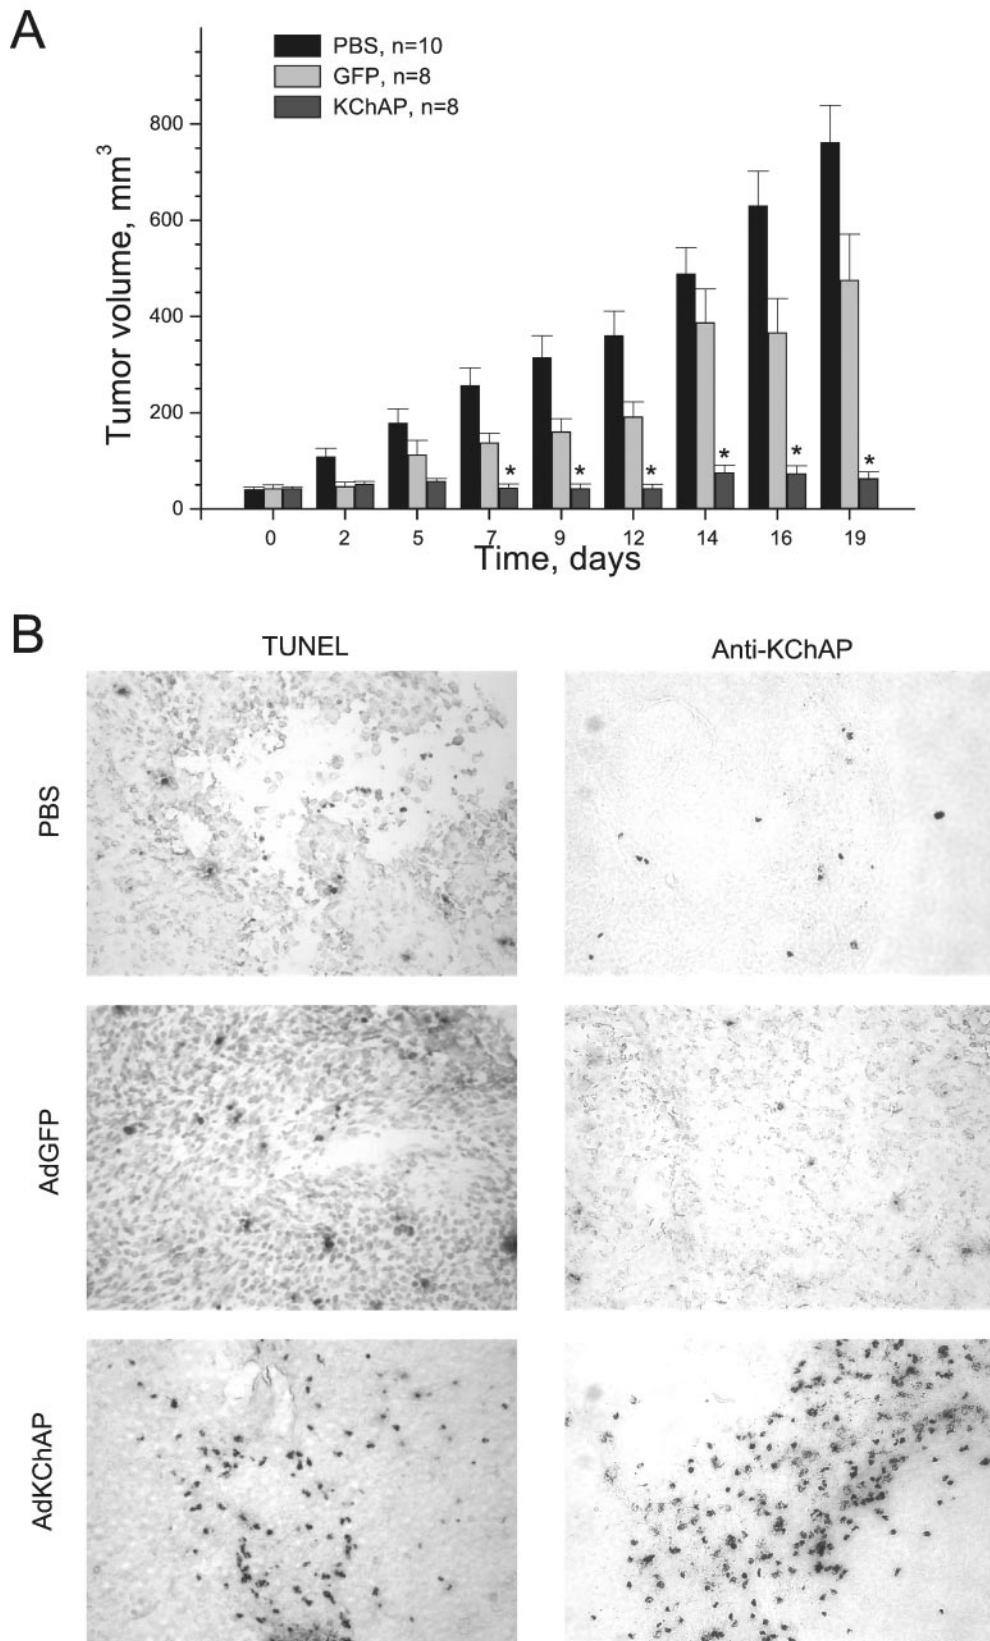 A
PBS, n=10
GFP, n=8
KChAP, n=8
Tumor volume, mm³
800
600
400
200
0
* * * * * *
0 2 5 7 9 12 14 16 19
Time, days
B
TUNEL Anti-KChAP
PBS
AdGFP
AdKChAP